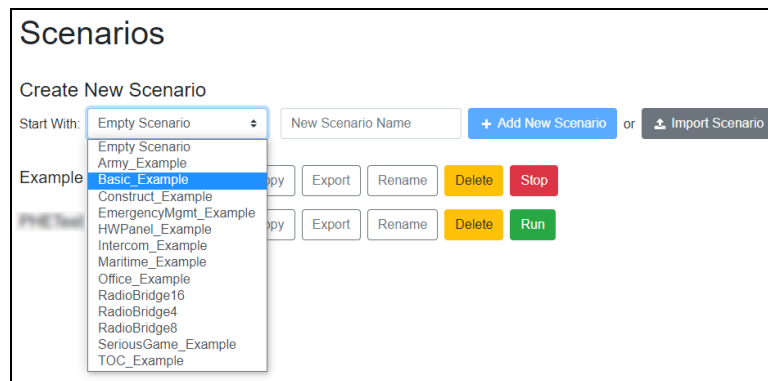 Scenarios
Create New Scenario
Start With: Empty Scenario New Scenario Name + Add New Scenario or Import Scenario
Empty Scenario
Army_Example
Basic_Example
Construct_Example
EmergencyMgmt_Example
HWPanel_Example
Intercom_Example
Maritime_Example
Office_Example
RadioBridge16
RadioBridge4
RadioBridge8
SeriousGame_Example
TOC_Example
Example Export Rename Delete Stop
Export Rename Delete Run